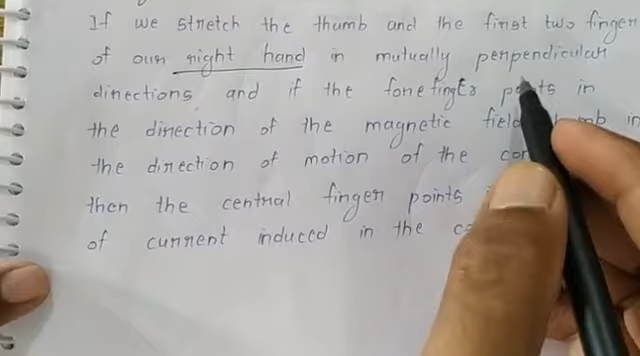 If we stretch the thumb and the first two finger
of our right hand in mutually perpendicular
directions and if the forefinger points in
the direction of the magnetic field in
the direction of motion of the
then the central finger points
of current induced in the